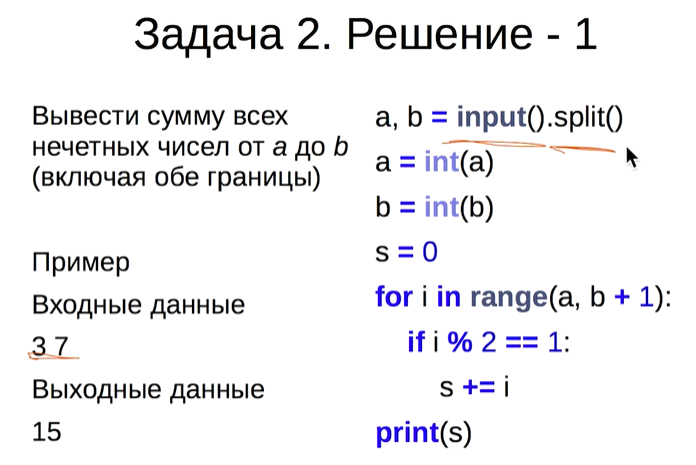 Задача 2. Решение - 1
Вывести сумму всех
нечетных чисел от a до b
(включая обе границы)
Пример
Входные данные
3 7
Выходные данные
15
a, b = input().split()
a = int(a)
b = int(b)
s = 0
for i in range(a, b + 1):
if i % 2 == 1:
s += i
print(s)